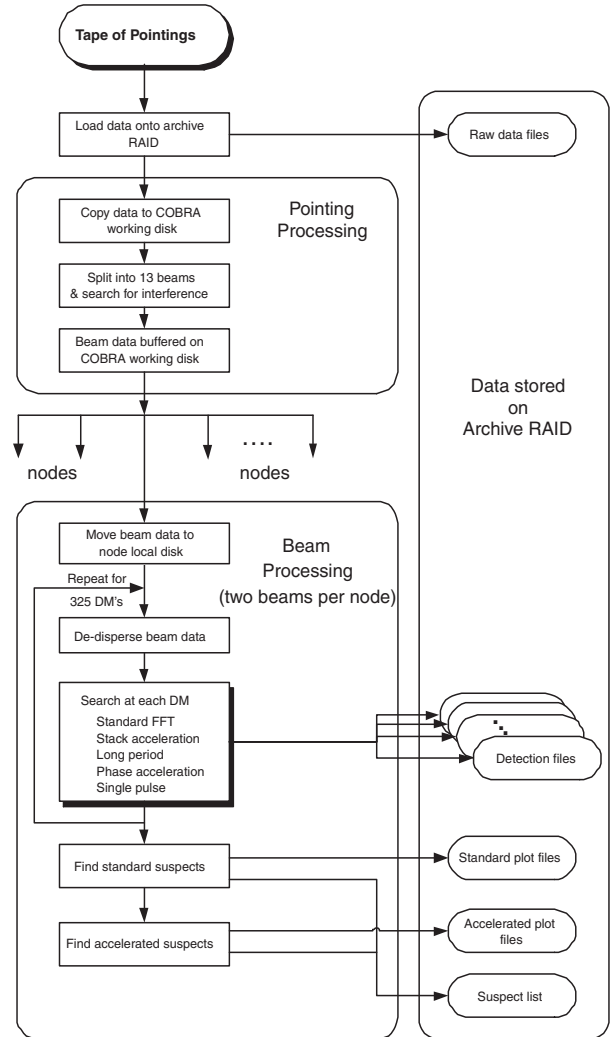 Tape of Pointings
Load data onto archive
RAID
Raw data files
Pointing
Processing
Copy data to COBRA
working disk
Split into 13 beams
& search for interference
Beam data buffered on
COBRA working disk
Data stored
on
Archive RAID
....
nodes
nodes
Beam
Processing
(two beams per node)
Move beam data to
node local disk
Repeat for
325 DM's
De-disperse beam data
Search at each DM
Standard FFT
Stack acceleration
Long period
Phase acceleration
Single pulse
Detection files
Find standard suspects
Standard plot files
Find accelerated suspects
Accelerated plot
files
Suspect list